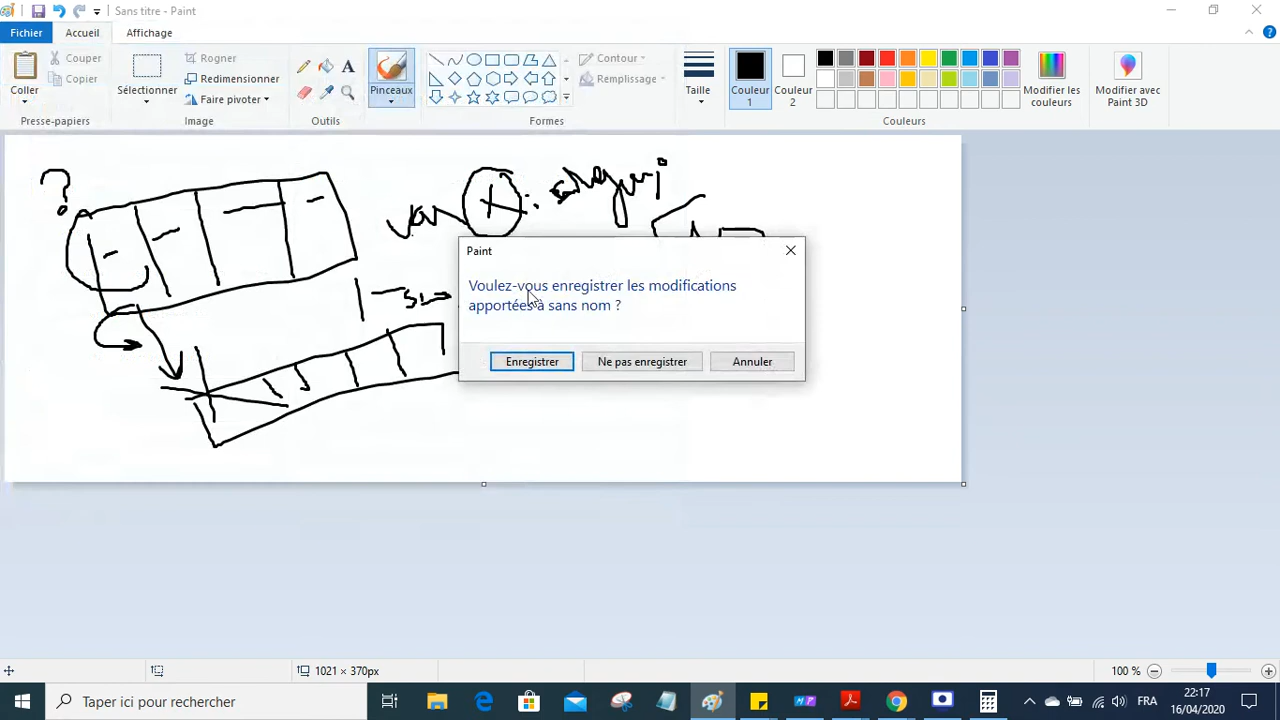 Sans titre - Paint
Fichier
Accueil
Affichage
Coller
Couper
Copier
Presse-papiers
Sélectionner
Rogner
Redimensionner
Faire pivoter
Image
A
Outils
Pinceaux
Contour
Remplissage
Formes
Taille
Couleur
1
Couleur
2
Modifier les
couleurs
Modifier avec
Paint 3D
Couleurs
?
var X :
Paint
Voulez-vous enregistrer les modifications
apportées à sans nom ?
Enregistrer
Ne pas enregistrer
Annuler
1021 × 370px
100 %
Taper ici pour rechercher
FRA
22:17
16/04/2020